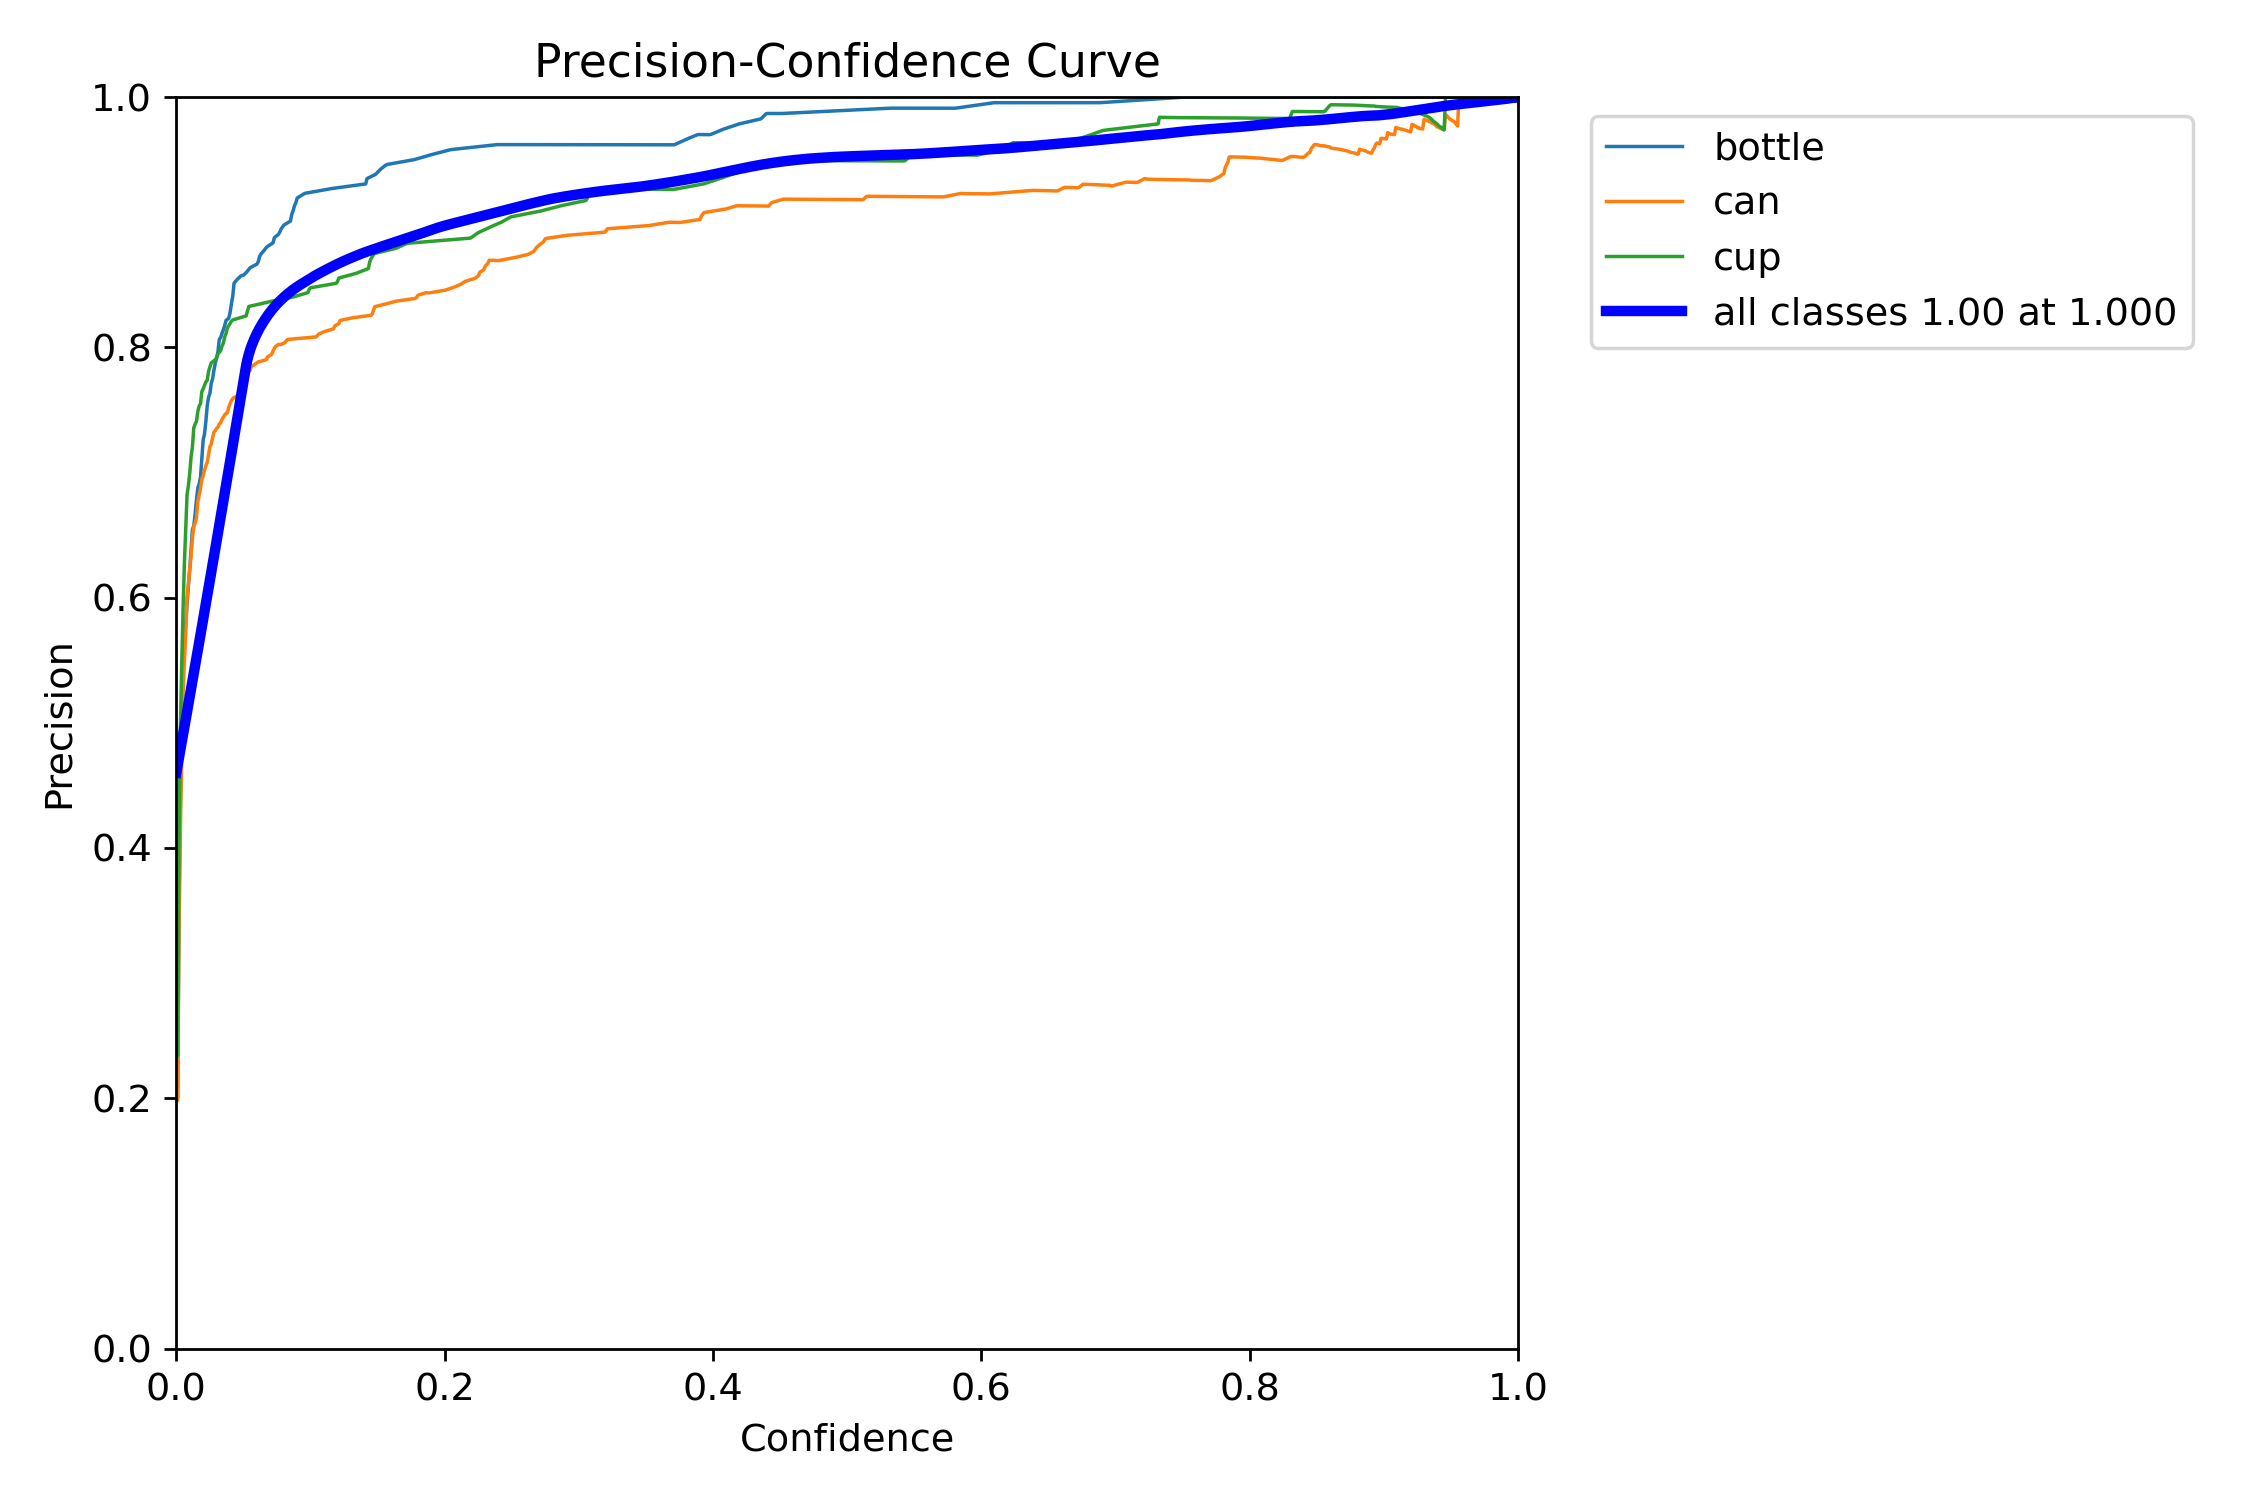 Precision-Confidence Curve
1.0
0.8
0.6
0.4
0.2
0.0
Precision
0.0 0.2 0.4 0.6 0.8 1.0
Confidence
bottle
can
cup
all classes 1.00 at 1.000